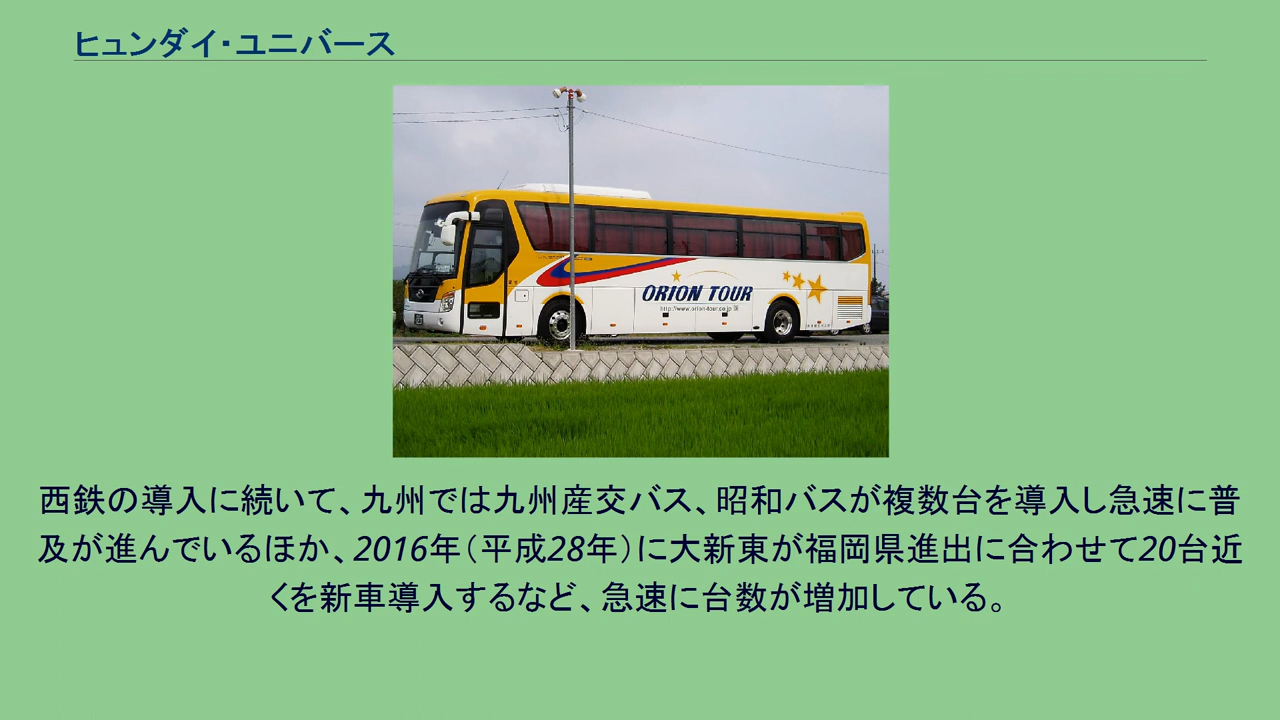 ヒュンダイ・ユニバース
ORION TOUR
西鉄の導入に続いて、九州では九州産交バス、昭和バスが複数台を導入し急速に普
及が進んでいるほか、2016年（平成28年）に大新東が福岡県進出に合わせて20台近
くを新車導入するなど、急速に台数が増加している。